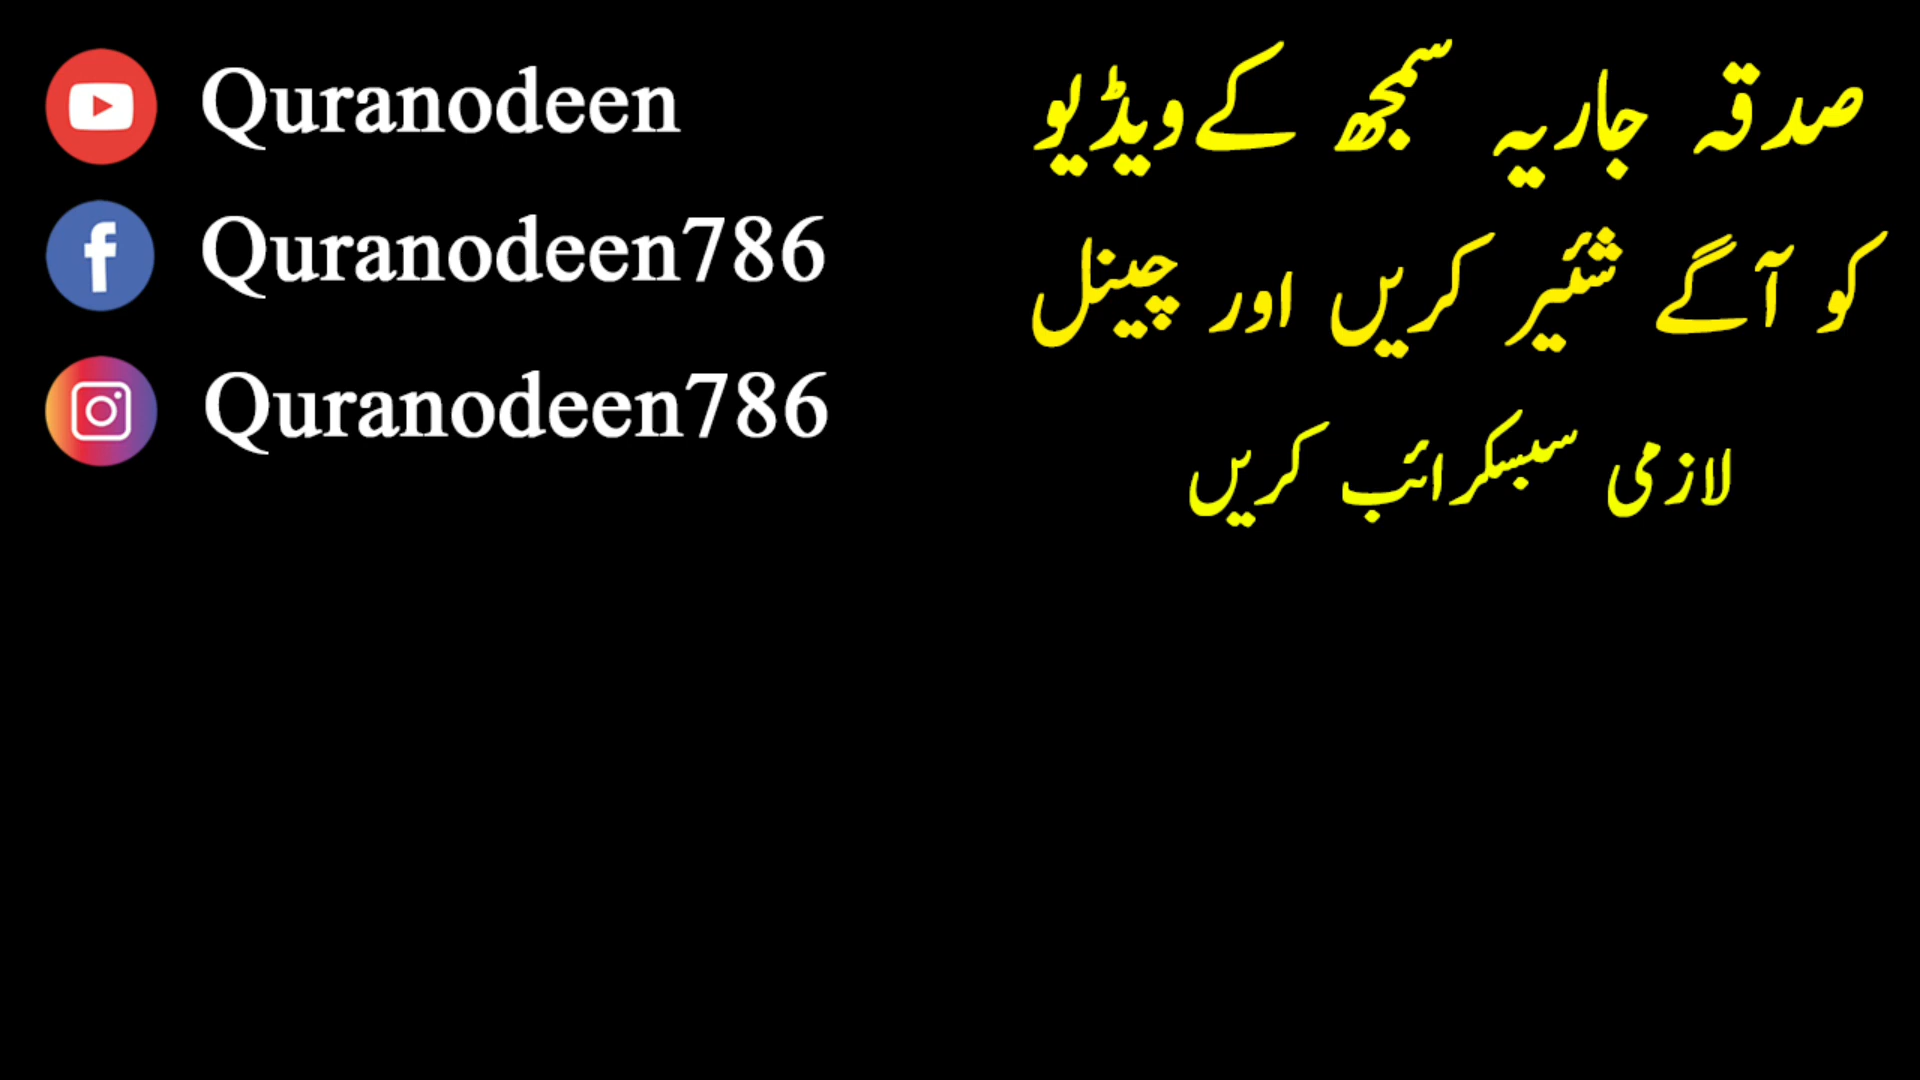 Quranodeen
Quranodeen786
Quranodeen786
صدقہ جاریہ سمجھ کے ویڈیو
کو آگے شئیر کریں اور چینل
لازمی سبسکرائب کریں